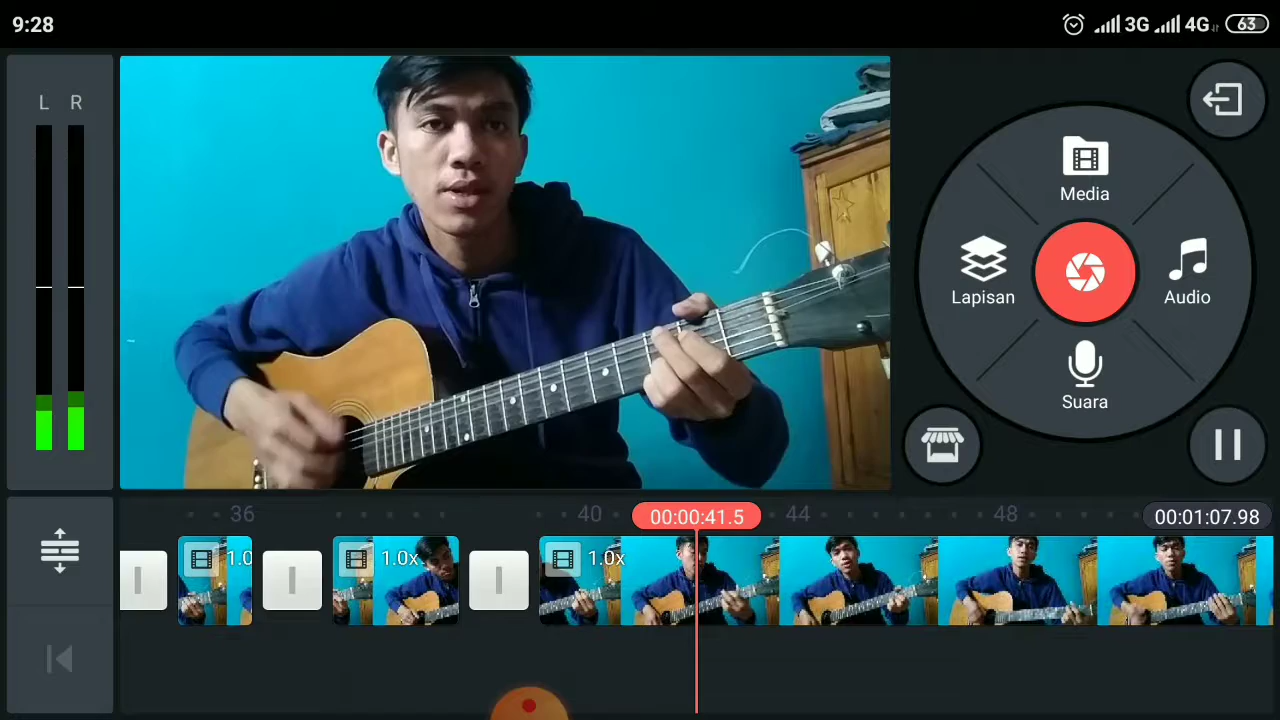 9:28
3G 4G 63
L R
Media
Lapisan
Audio
Suara
36 40 00:00:41.5 44 48 00:01:07.98
1.0 1.0x 1.0x